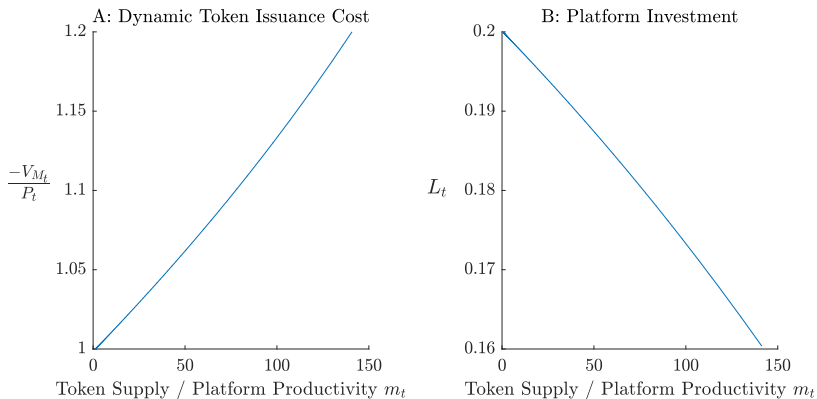 A: Dynamic Token Issuance Cost
1.2
1.15
1.1
1.05
1
-V_{M_t}
P_t
0 50 100 150
Token Supply / Platform Productivity m_t
B: Platform Investment
0.2
0.19
0.18
0.17
0.16
L_t
0 50 100 150
Token Supply / Platform Productivity m_t